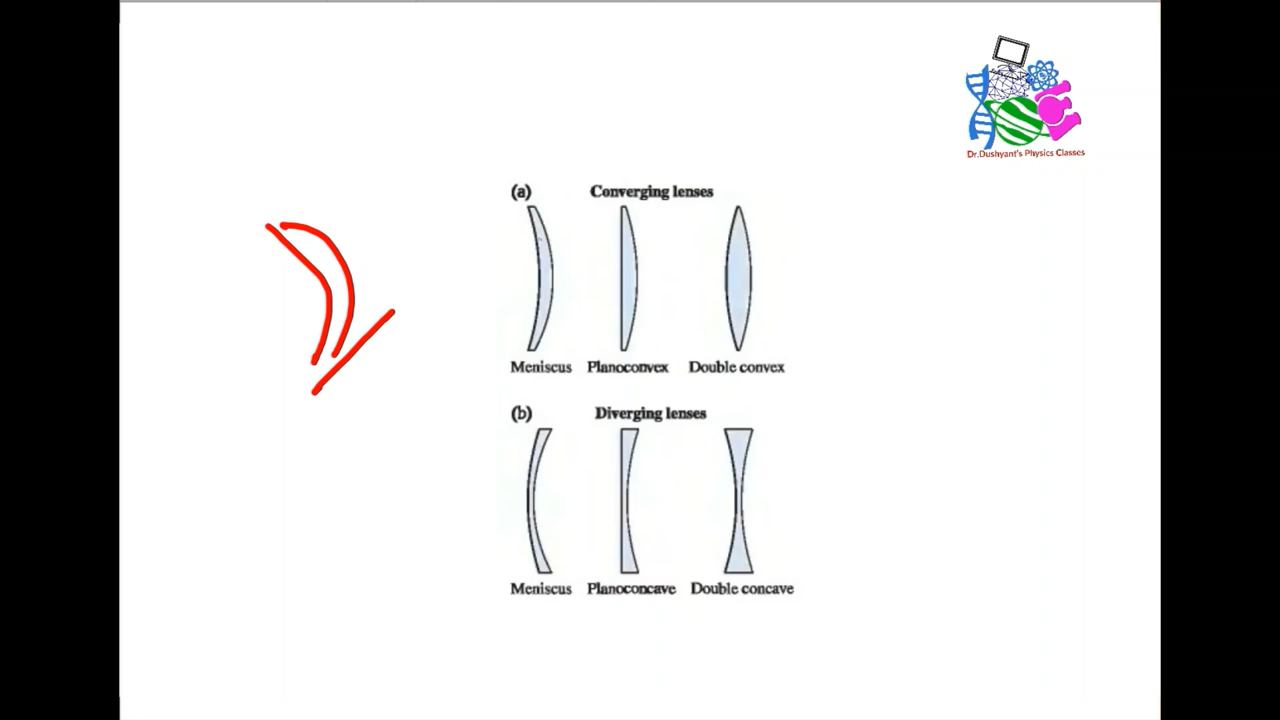 Dr.Dushyant's Physics Classes
(a) Converging lenses
Meniscus Planoconvex Double convex
(b) Diverging lenses
Meniscus Planoconcave Double concave